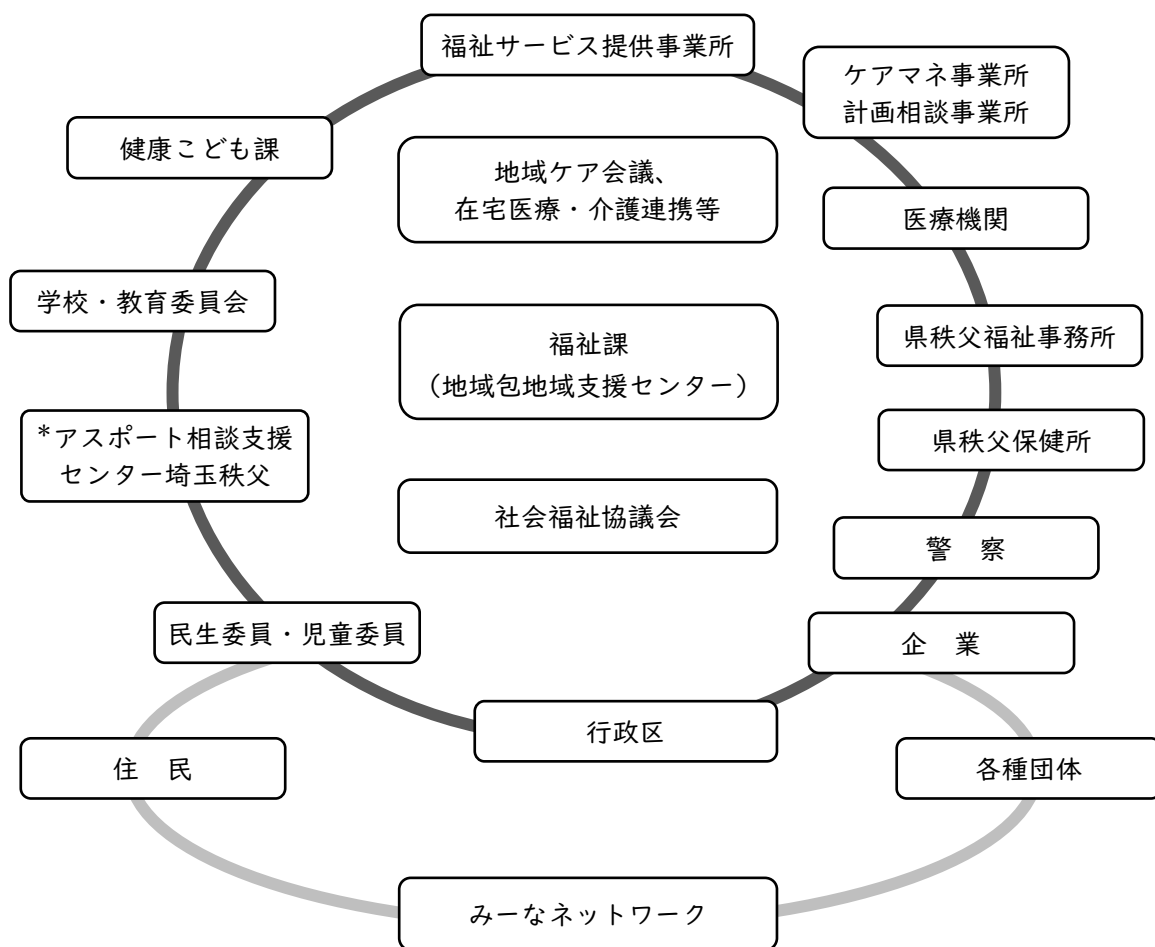 福祉サービス提供事業所
ケアマネ事業所
計画相談事業所
健康こども課
地域ケア会議、
在宅医療・介護連携等
医療機関
学校・教育委員会
福祉課
（地域包地域支援センター）
県秩父福祉事務所
*アスポート相談支援
センター埼玉秩父
県秩父保健所
社会福祉協議会
警　察
民生委員・児童委員
企　業
行政区
住　民
各種団体
みーなネットワーク